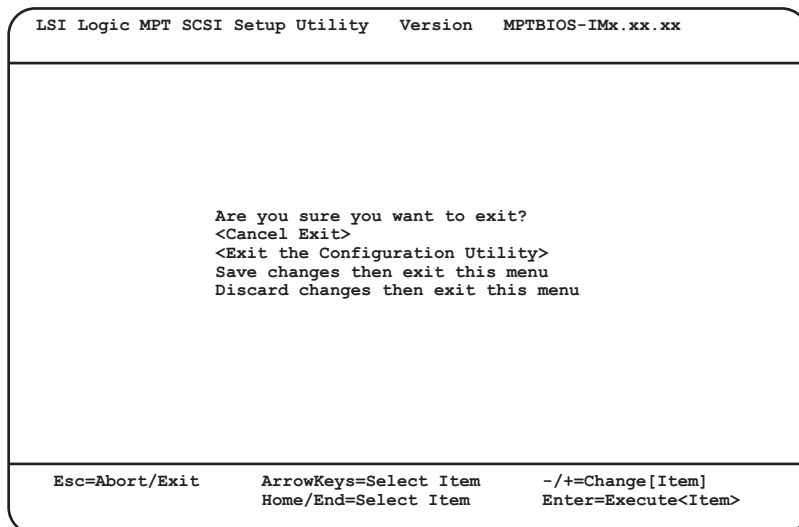 LSI Logic MPT SCSI Setup Utility Version MPTBIOS-IMx.xx.xx
Are you sure you want to exit?
<Cancel Exit>
<Exit the Configuration Utility>
Save changes then exit this menu
Discard changes then exit this menu
Esc=Abort/Exit ArrowKeys=Select Item -/+=Change[Item]
Home/End=Select Item Enter=Execute<Item>